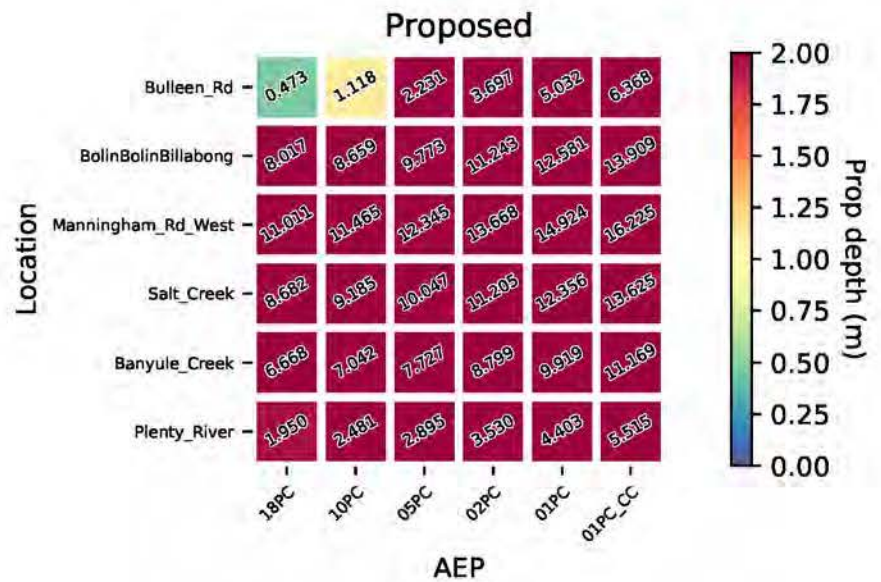 Proposed
Bulleen_Rd 0.473 1.118 2.231 3.697 5.032 6.368
BolinBolinBillabong 8.017 8.659 9.773 11.243 12.581 13.909
Manningham_Rd_West 11.011 11.465 12.345 13.668 14.924 16.225
Salt_Creek 8.682 9.185 10.047 11.205 12.356 13.625
Banyule_Creek 6.668 7.042 7.727 8.799 9.919 11.169
Plenty_River 1.950 2.481 2.895 3.530 4.403 5.515
18PC 10PC 05PC 02PC 01PC 01PC_CC
AEP
Location
2.00
1.75
1.50
1.25
1.00
0.75
0.50
0.25
0.00
Prop depth (m)